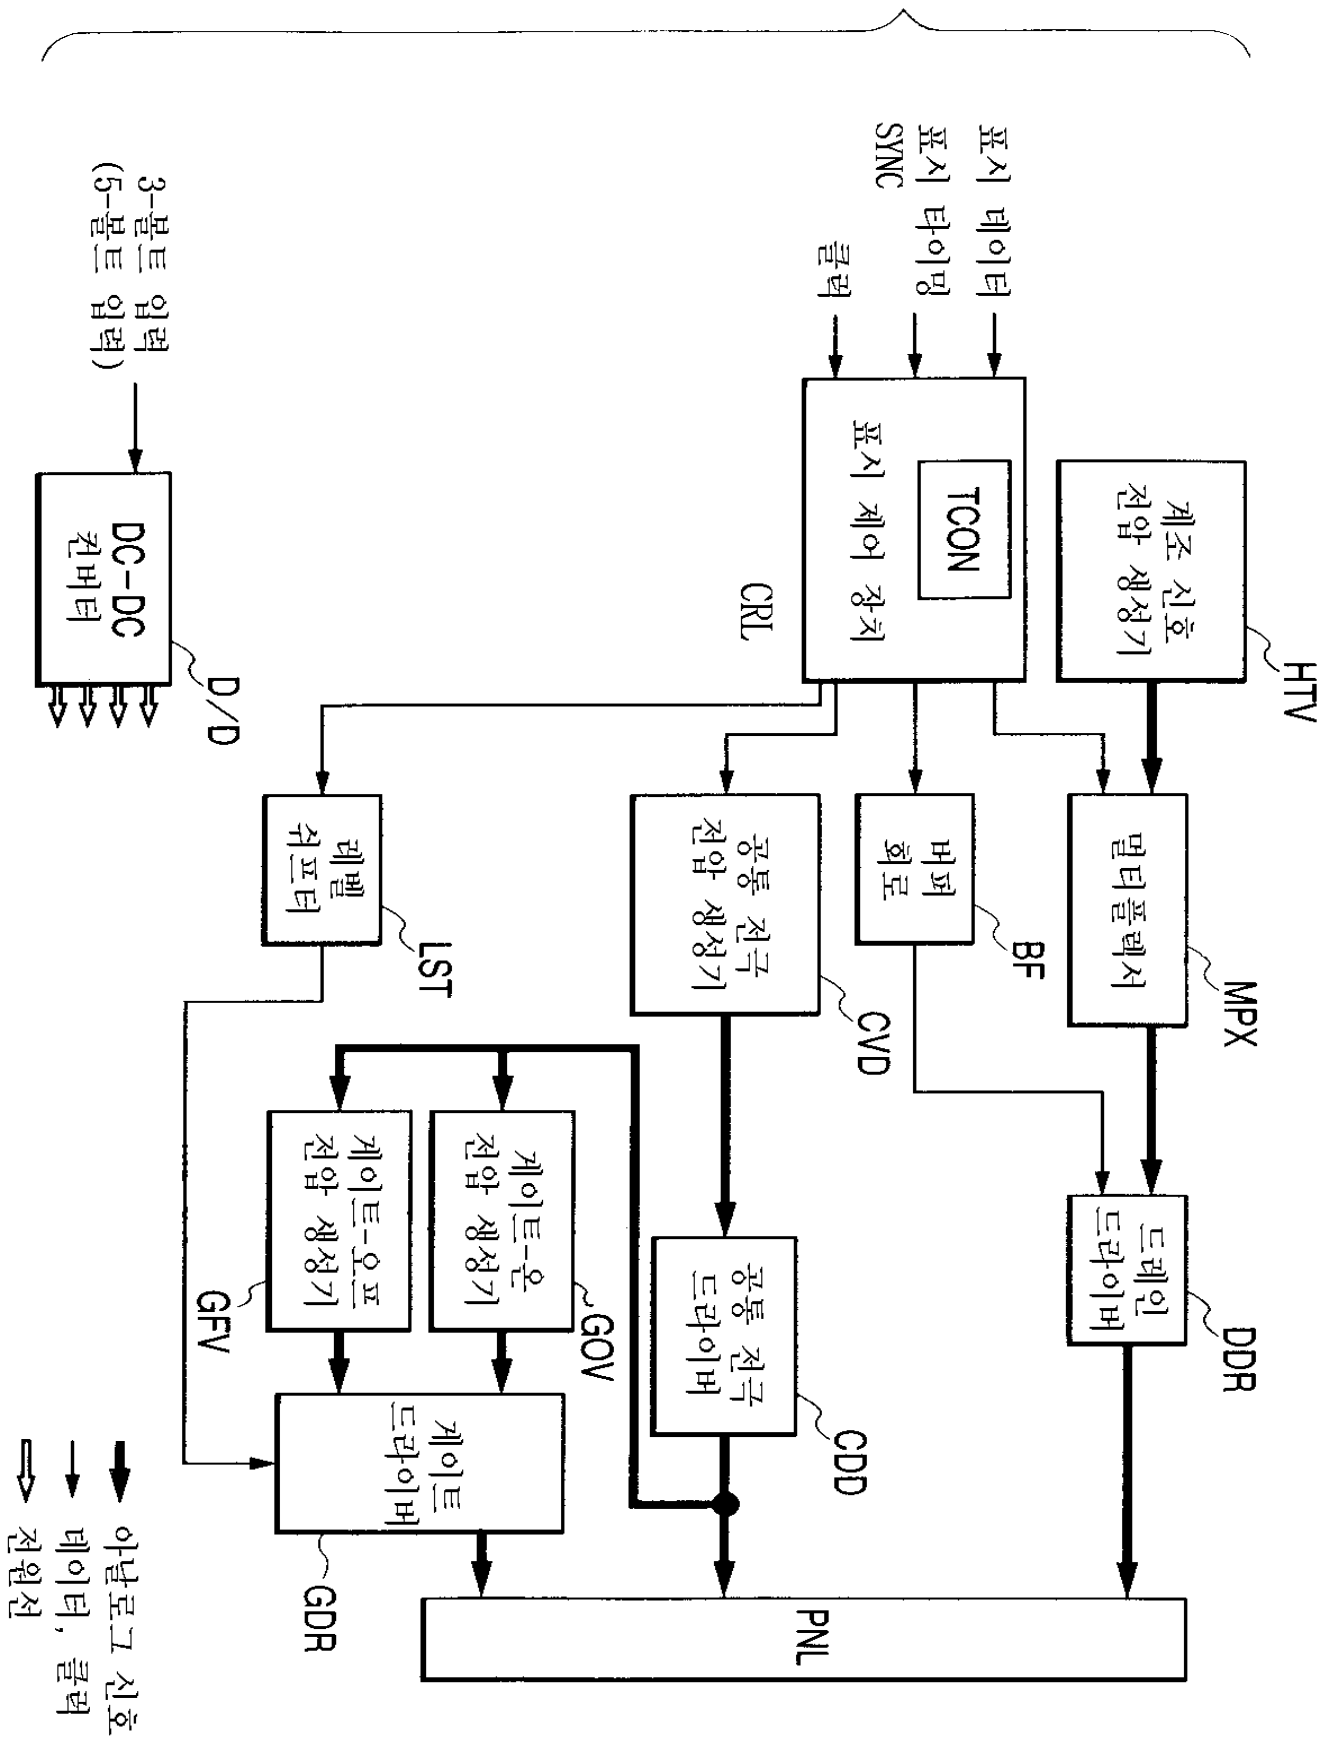 표시 데이터
표시 타이밍
SYNC
클럭
3-볼트 입력
(5-볼트 입력)
계조 신호
전압 생성기
HTV
TCON
표시 제어 장치
CRL
DC-DC
컨버터
D/D
멀티플렉서
MPX
버퍼
회로
BF
공통 전극
전압 생성기
CVD
레벨
쉬프터
LST
드레인
드라이버
DDR
공통 전극
드라이버
CDD
게이트-온
전압 생성기
GOV
게이트-오프
전압 생성기
GFV
게이트
드라이버
GDR
PNL
아날로그 신호
데이터, 클럭
전원선